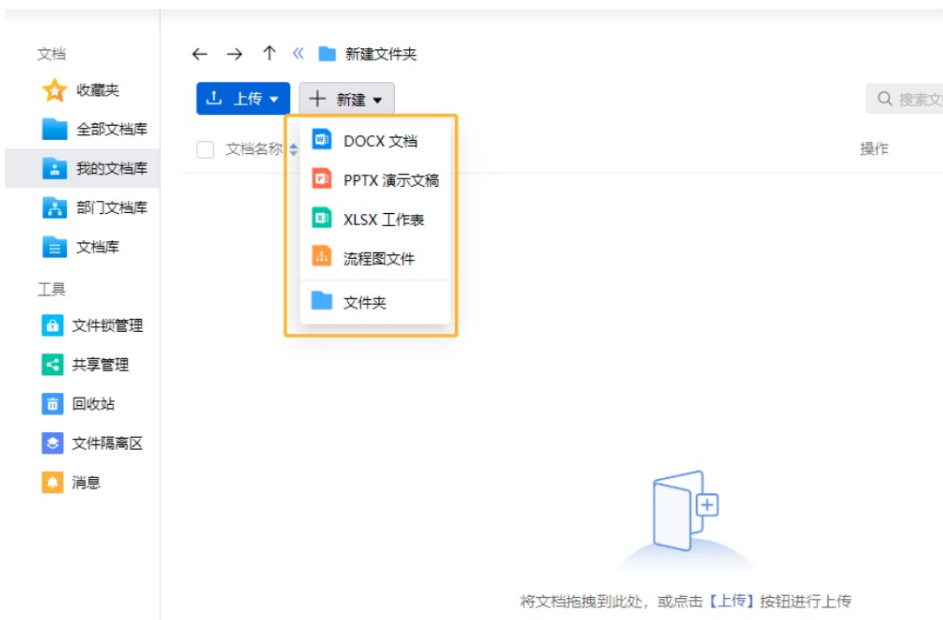 文档
收藏夹
全部文档库
我的文档库
部门文档库
文档库
工具
文件锁管理
共享管理
回收站
文件隔离区
消息
新建文件夹
上传
新建
搜索文
文档名称
操作
DOCX 文档
PPTX 演示文稿
XLSX 工作表
流程图文件
文件夹
将文档拖拽到此处，或点击【上传】按钮进行上传